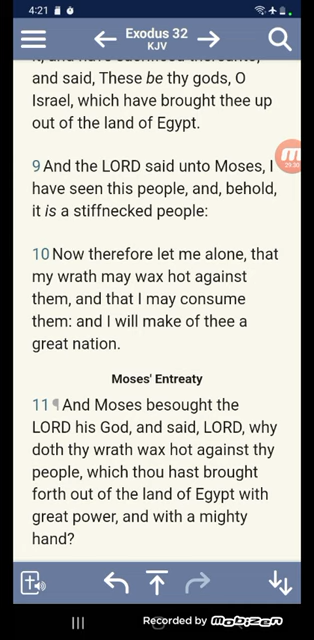 4:21
Exodus 32
KJV
and said, These be thy gods, O
Israel, which have brought thee up
out of the land of Egypt.
9 And the LORD said unto Moses, I
have seen this people, and, behold,
it is a stiffnecked people:
10 Now therefore let me alone, that
my wrath may wax hot against
them, and that I may consume
them: and I will make of thee a
great nation.
Moses' Entreaty
11 ¶ And Moses besought the
LORD his God, and said, LORD, why
doth thy wrath wax hot against thy
people, which thou hast brought
forth out of the land of Egypt with
great power, and with a mighty
hand?
Recorded by Mobizen